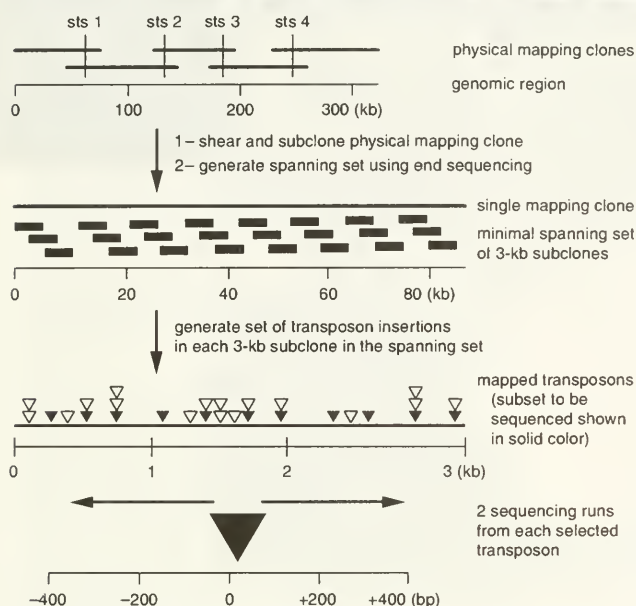 sts 1 sts 2 sts 3 sts 4
physical mapping clones
genomic region
0 100 200 300 (kb)
1– shear and subclone physical mapping clone
2– generate spanning set using end sequencing
single mapping clone
minimal spanning set
of 3-kb subclones
0 20 40 60 80 (kb)
generate set of transposon insertions
in each 3-kb subclone in the spanning set
mapped transposons
(subset to be
sequenced shown
in solid color)
0 1 2 3 (kb)
2 sequencing runs
from each selected
transposon
–400 –200 0 +200 +400 (bp)